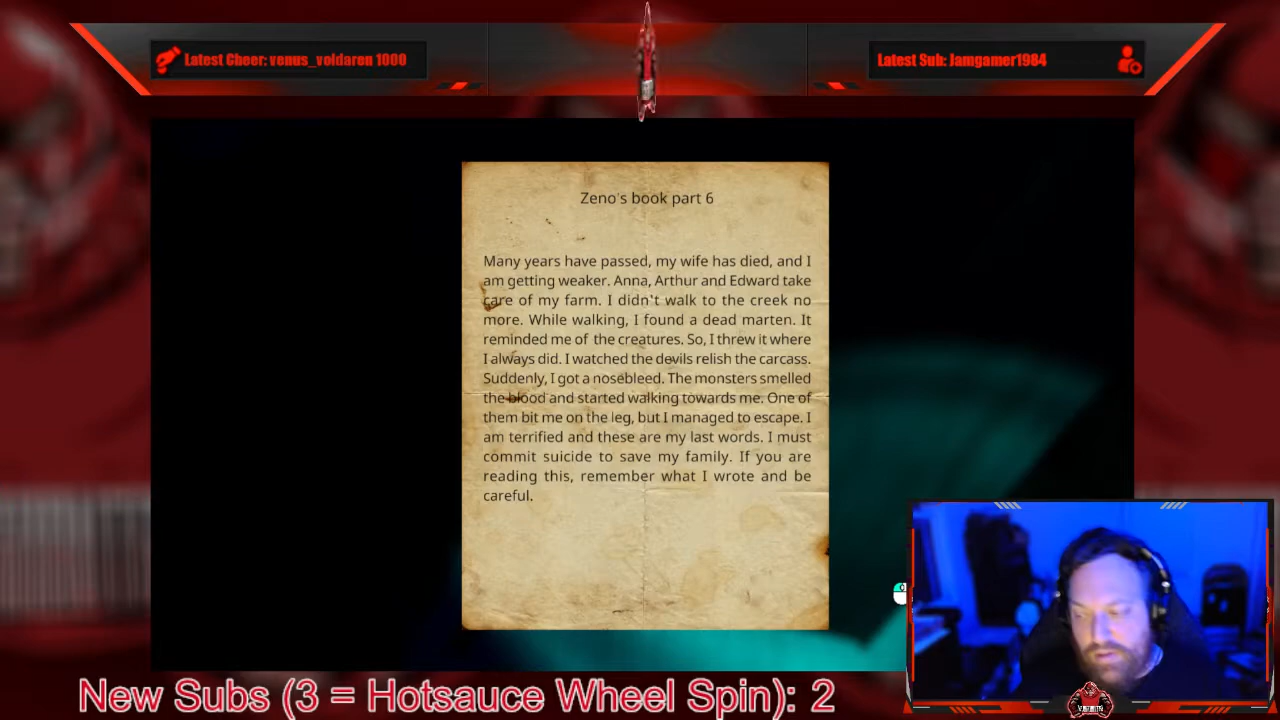 Latest Cheer: venus_voldaren 1000
Latest Sub: Jamgamer1984
Zeno's book part 6
Many years have passed, my wife has died, and I
am getting weaker. Anna, Arthur and Edward take
care of my farm. I didn't walk to the creek no
more. While walking, I found a dead marten. It
reminded me of the creatures. So, I threw it where
I always did. I watched the devils relish the carcass.
Suddenly, I got a nosebleed. The monsters smelled
the blood and started walking towards me. One of
them bit me on the leg, but I managed to escape. I
am terrified and these are my last words. I must
commit suicide to save my family. If you are
reading this, remember what I wrote and be
careful.
New Subs (3 = Hotsauce Wheel Spin): 2